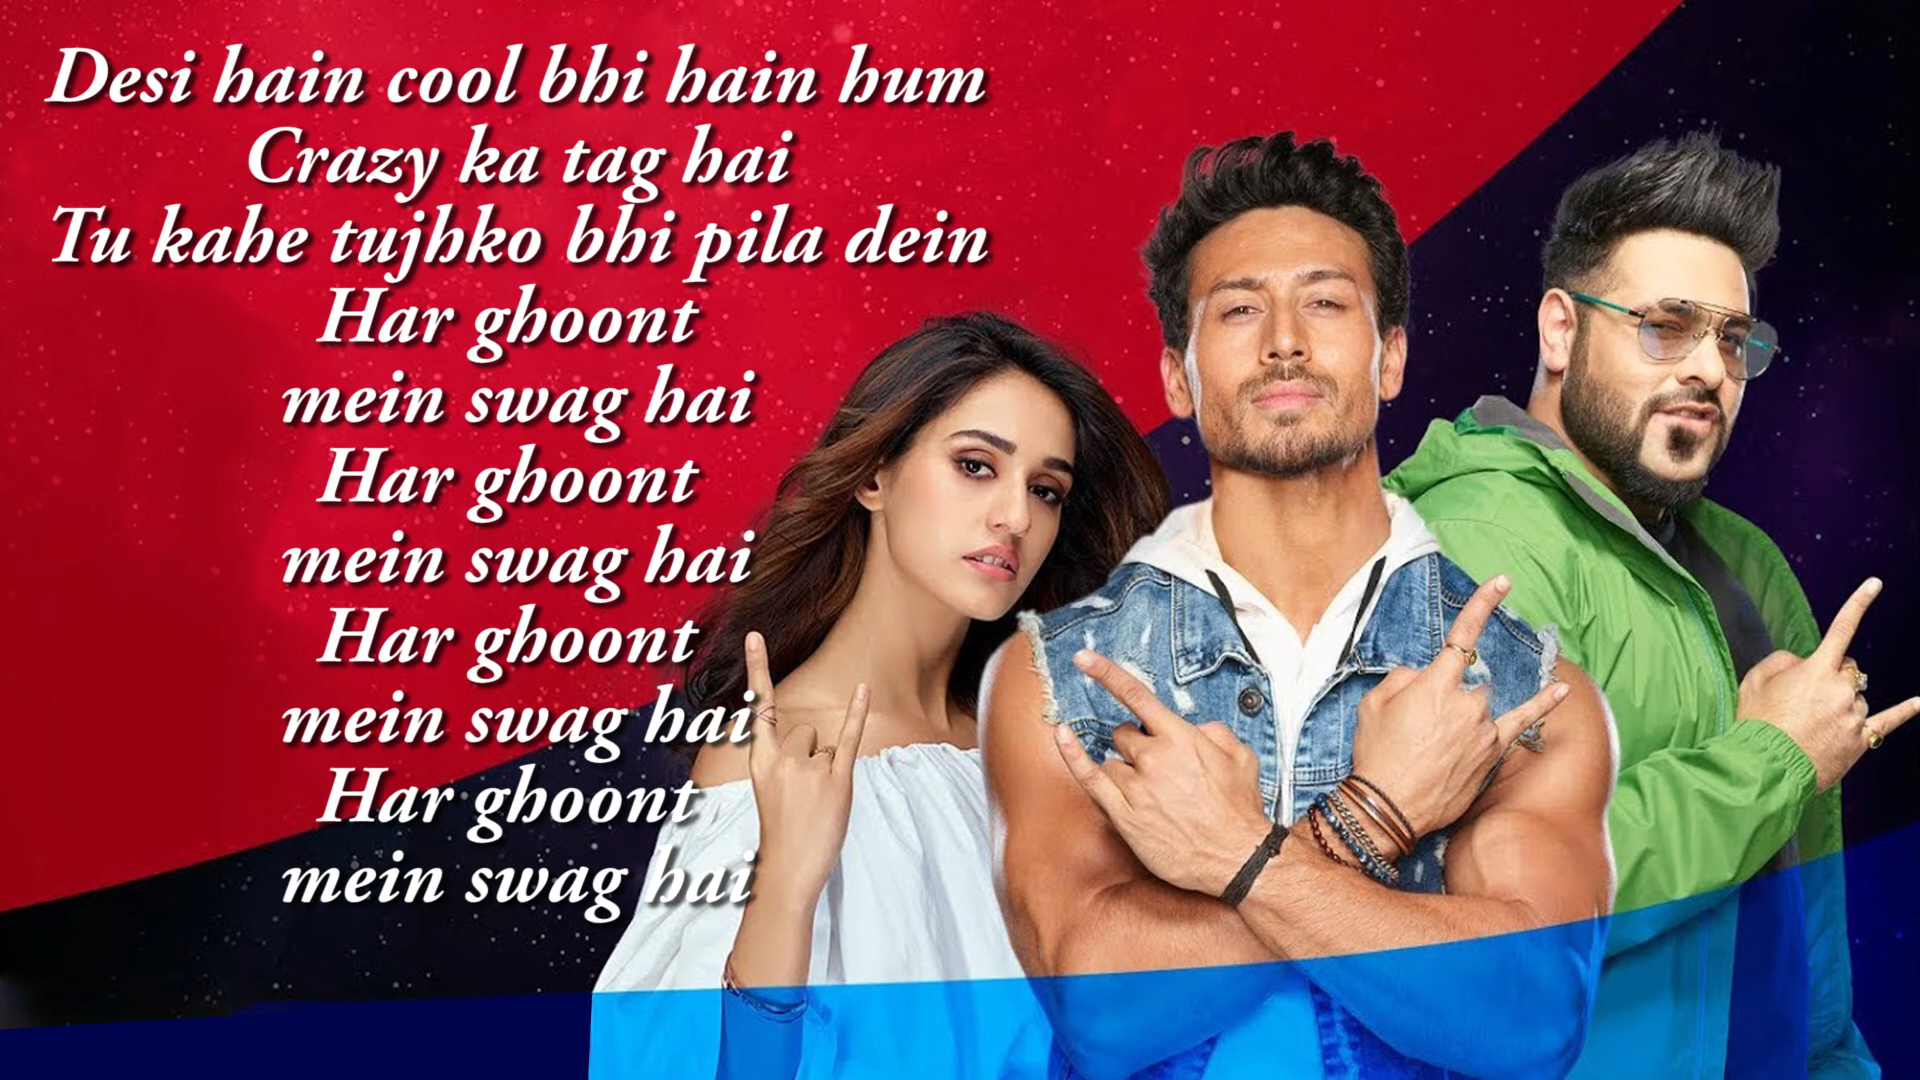 Desi hain cool bhi hain hum
Crazy ka tag hai
Tu kahe tujhko bhi pila dein
Har ghoont
mein swag hai
Har ghoont
mein swag hai
Har ghoont
mein swag hai
Har ghoont
mein swag hai